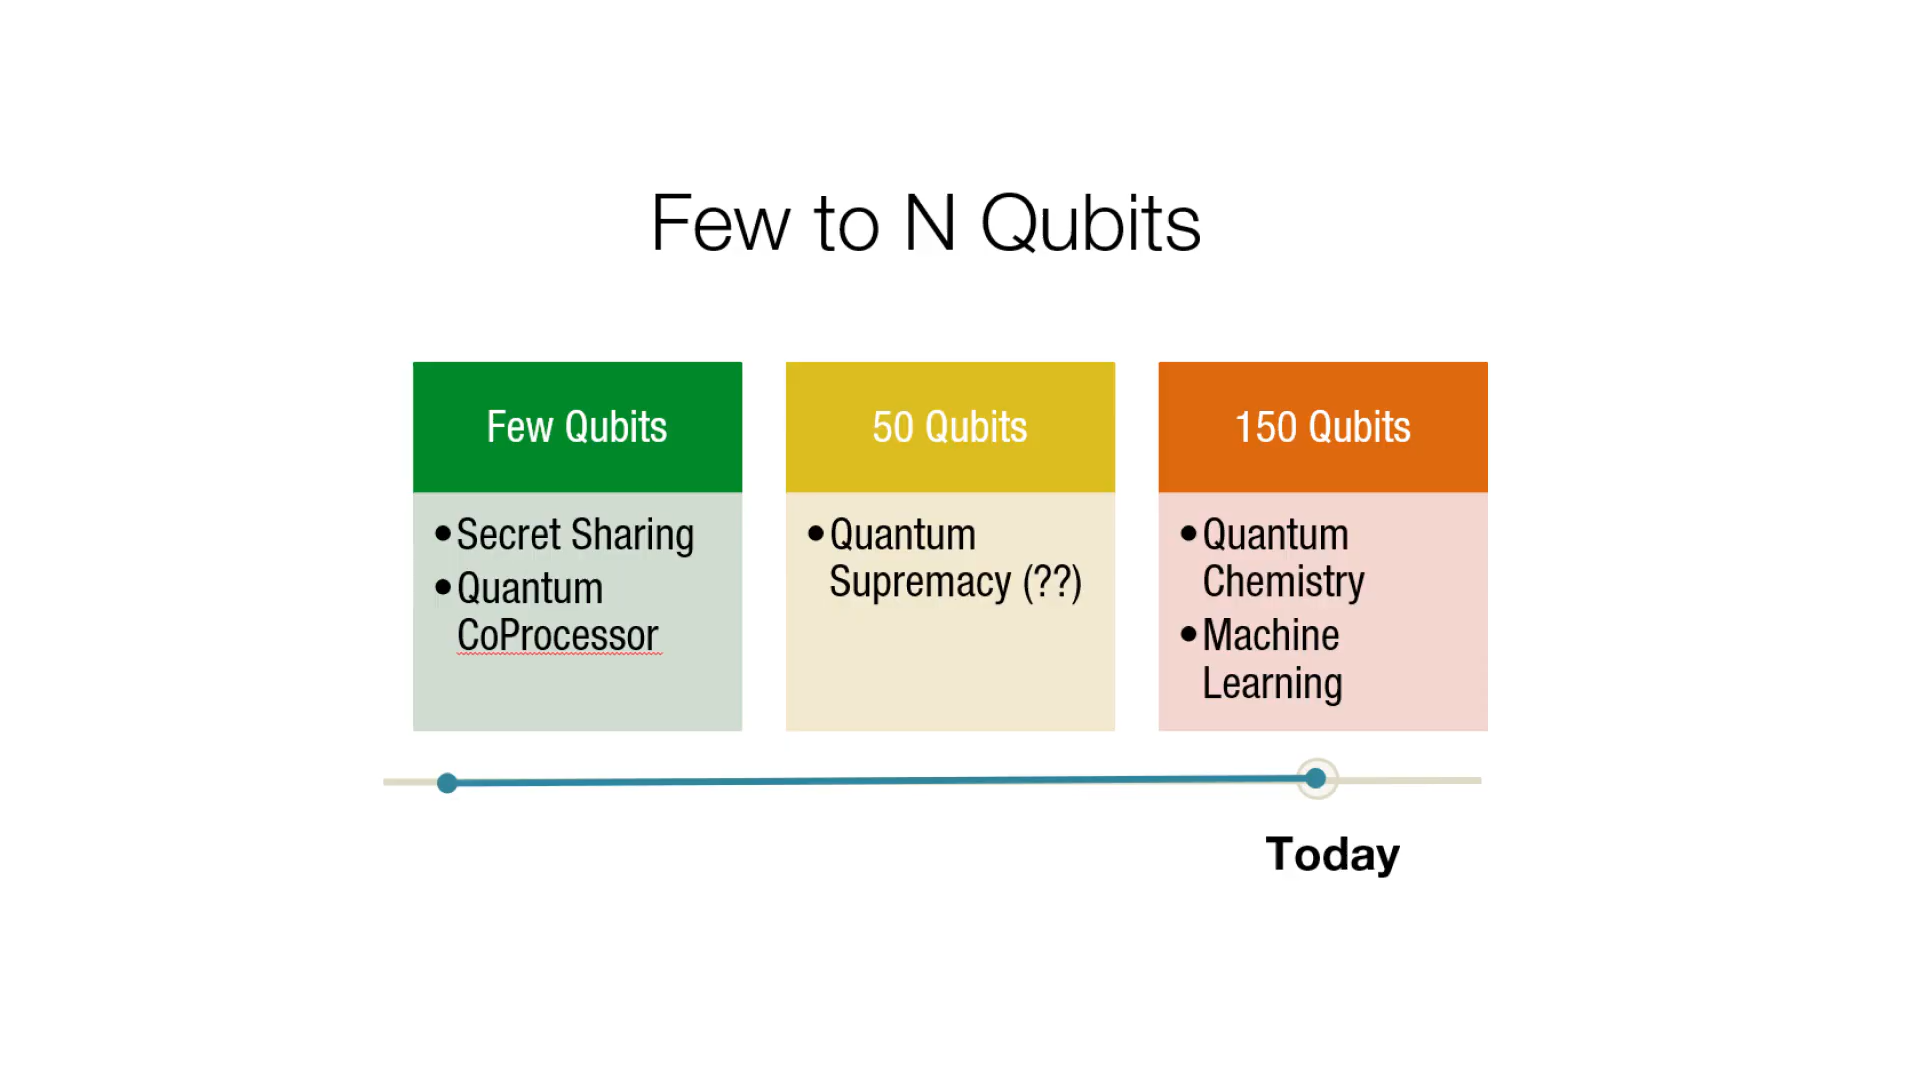 Few to N Qubits
Few Qubits
• Secret Sharing
• Quantum
CoProcessor
50 Qubits
• Quantum
Supremacy (??)
150 Qubits
• Quantum
Chemistry
• Machine
Learning
Today